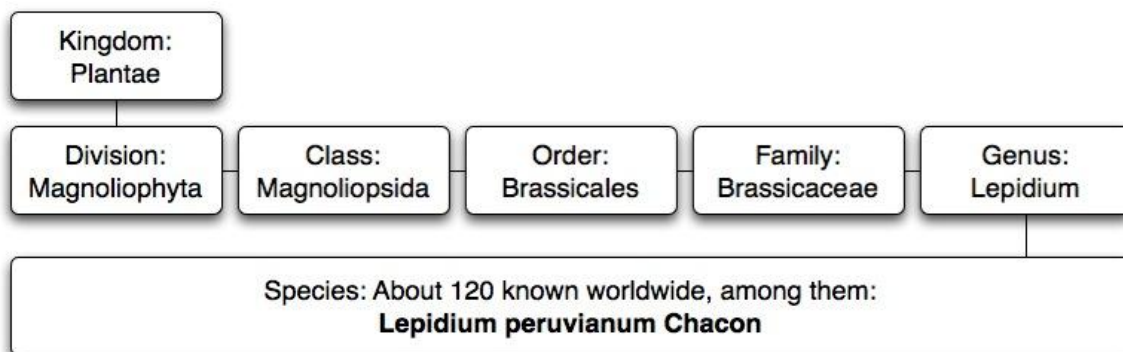 Kingdom:
Plantae
Division:
Magnoliophyta
Class:
Magnoliopsida
Order:
Brassicales
Family:
Brassicaceae
Genus:
Lepidium
Species: About 120 known worldwide, among them:
Lepidium peruvianum Chacon